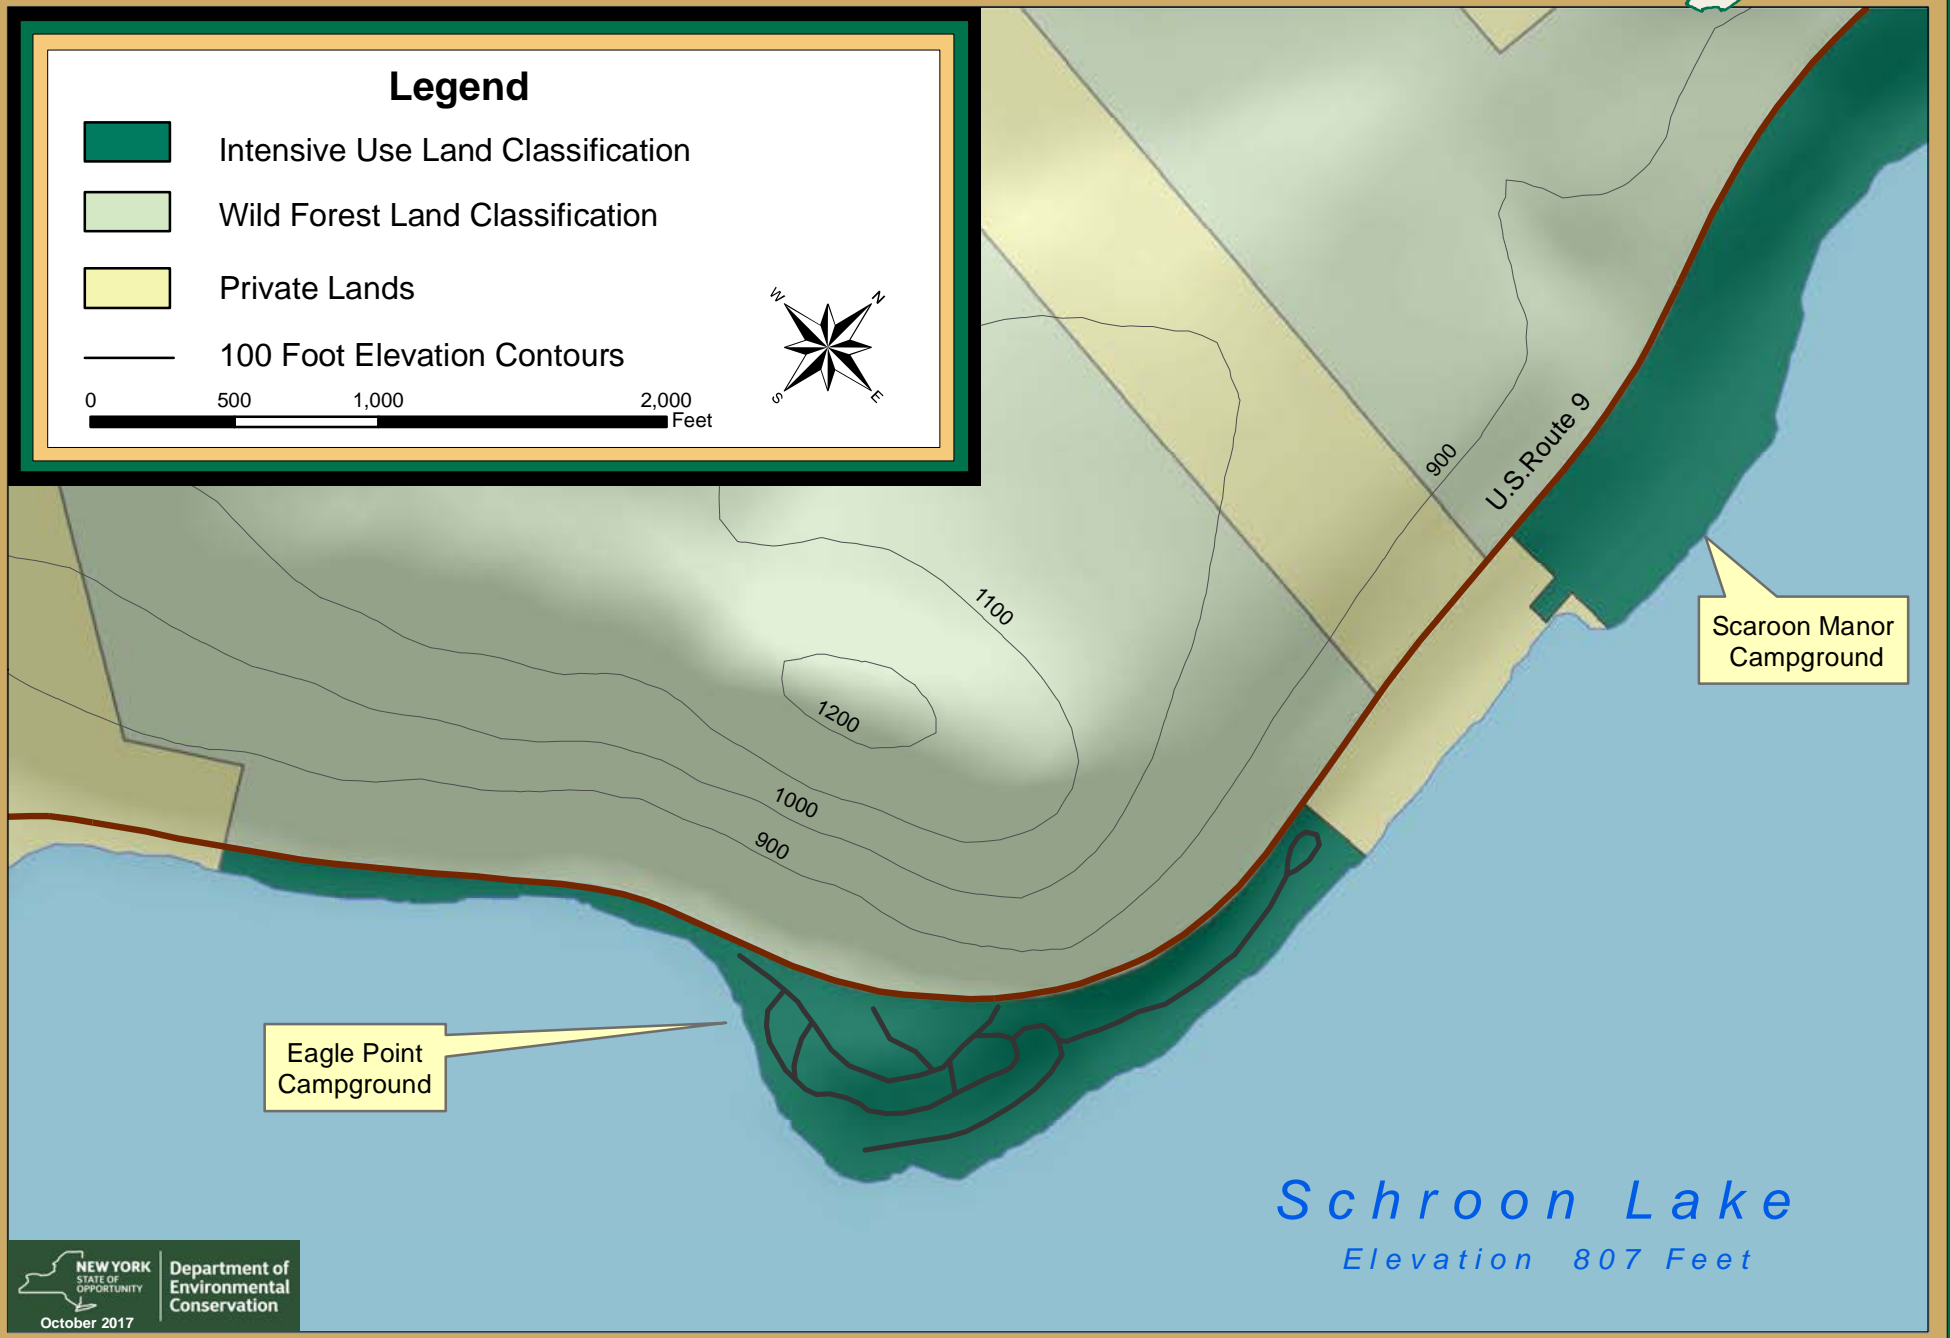 Legend
Intensive Use Land Classification
Wild Forest Land Classification
Private Lands
100 Foot Elevation Contours
W
N
S
E
0 500 1,000 2,000
Feet
900
U.S.Route 9
1100
Scaroon Manor
Campground
1200
1000
900
Eagle Point
Campground
Schroon Lake
Elevation 807 Feet
NEW YORK
STATE OF
OPPORTUNITY
Department of
Environmental
Conservation
October 2017